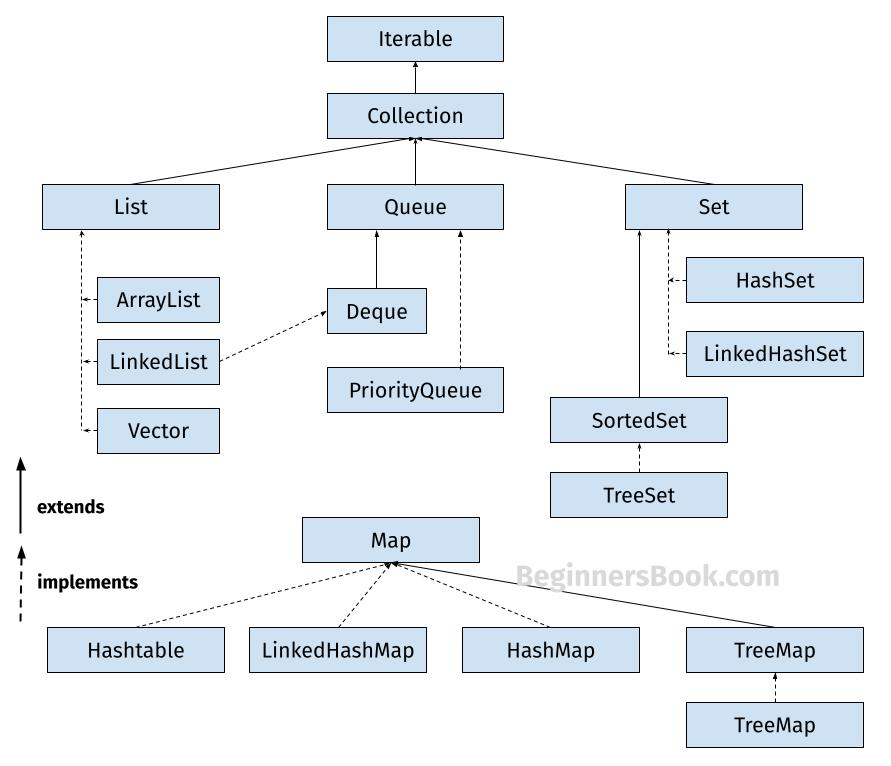 Iterable
Collection
List
Queue
Set
ArrayList
LinkedList
Vector
Deque
PriorityQueue
HashSet
LinkedHashSet
SortedSet
TreeSet
extends
implements
Map
BeginnersBook.com
Hashtable
LinkedHashMap
HashMap
TreeMap
TreeMap